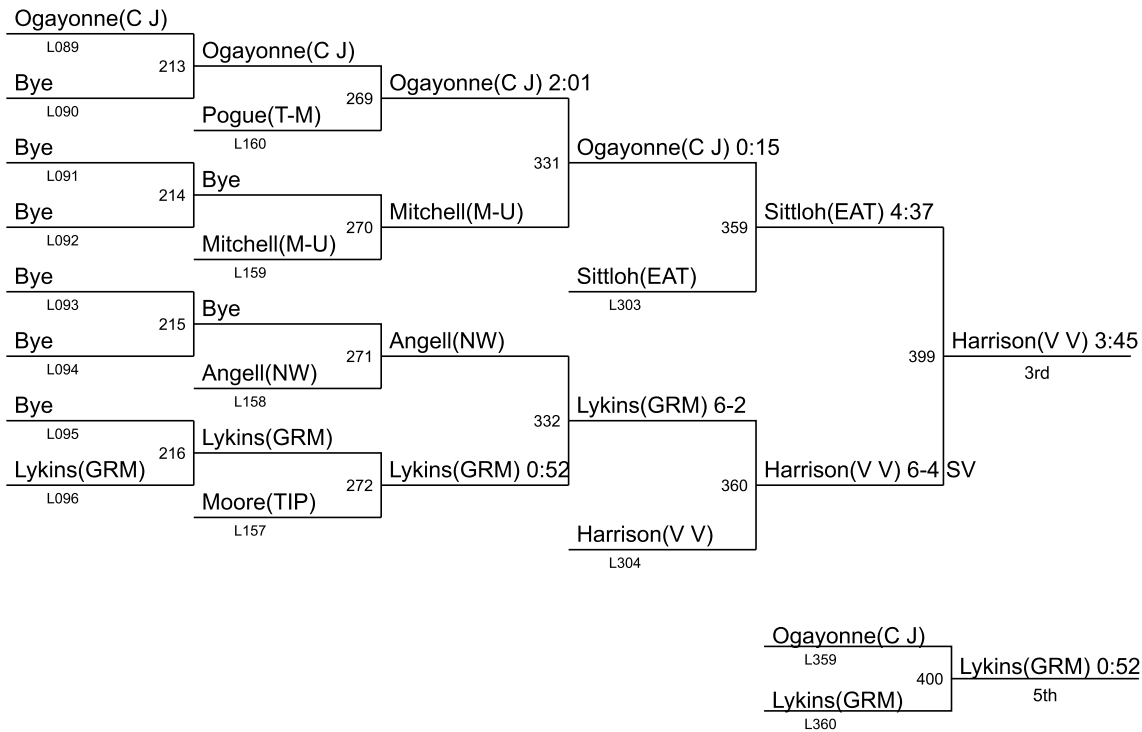 Ogayonne(C J)
L089
213
Bye
L090
Bye
L091
214
Bye
L092
Bye
L093
215
Bye
L094
Bye
L095
216
Lykins(GRM)
L096
Ogayonne(C J)
269
Pogue(T-M)
L160
Bye
270
Mitchell(M-U)
L159
Bye
271
Angell(NW)
L158
Lykins(GRM)
272
Moore(TIP)
L157
Ogayonne(C J) 2:01
331
Mitchell(M-U)
Angell(NW)
332
Lykins(GRM) 0:52
Ogayonne(C J) 0:15
359
Sittloh(EAT)
L303
Lykins(GRM) 6-2
360
Harrison(V V)
L304
Sittloh(EAT) 4:37
399
Harrison(V V) 6-4 SV
Harrison(V V) 3:45
3rd
Ogayonne(C J)
L359
400
Lykins(GRM)
L360
Lykins(GRM) 0:52
5th